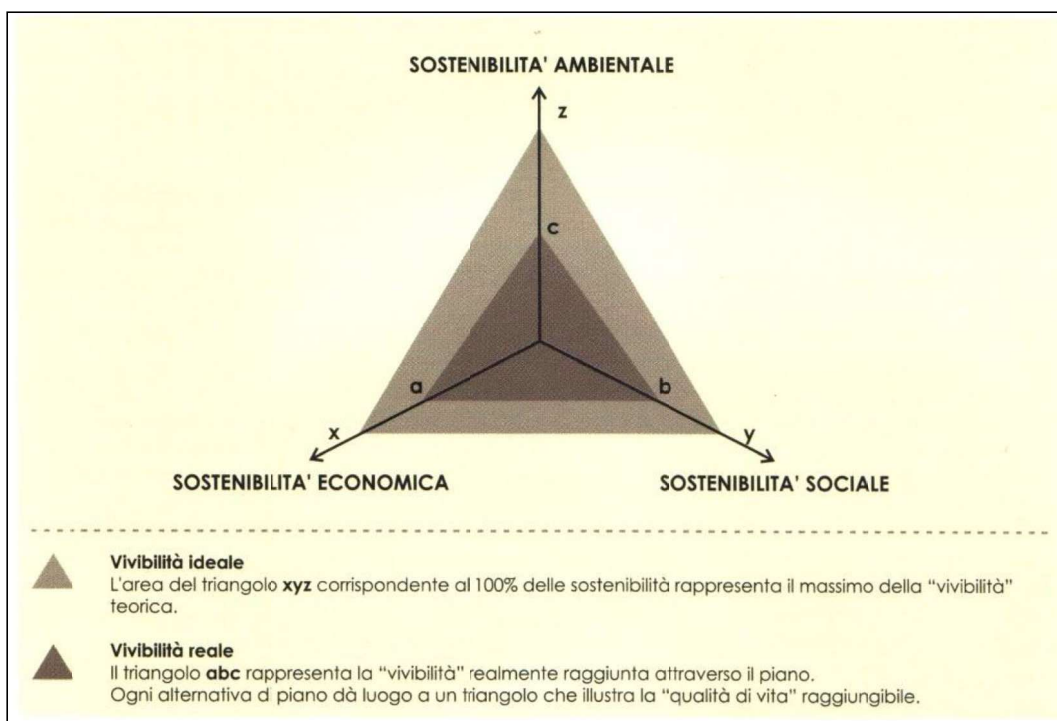 SOSTENIBILITA' AMBIENTALE
z
c
a
b
x
y
SOSTENIBILITA' ECONOMICA
SOSTENIBILITA' SOCIALE
Vivibilità ideale
L'area del triangolo xyz corrispondente al 100% delle sostenibilità rappresenta il massimo della “vivibilità”
teorica.
Vivibilità reale
Il triangolo abc rappresenta la “vivibilità” realmente raggiunta attraverso il piano.
Ogni alternativa d piano dà luogo a un triangolo che illustra la “qualità di vita” raggiungibile.